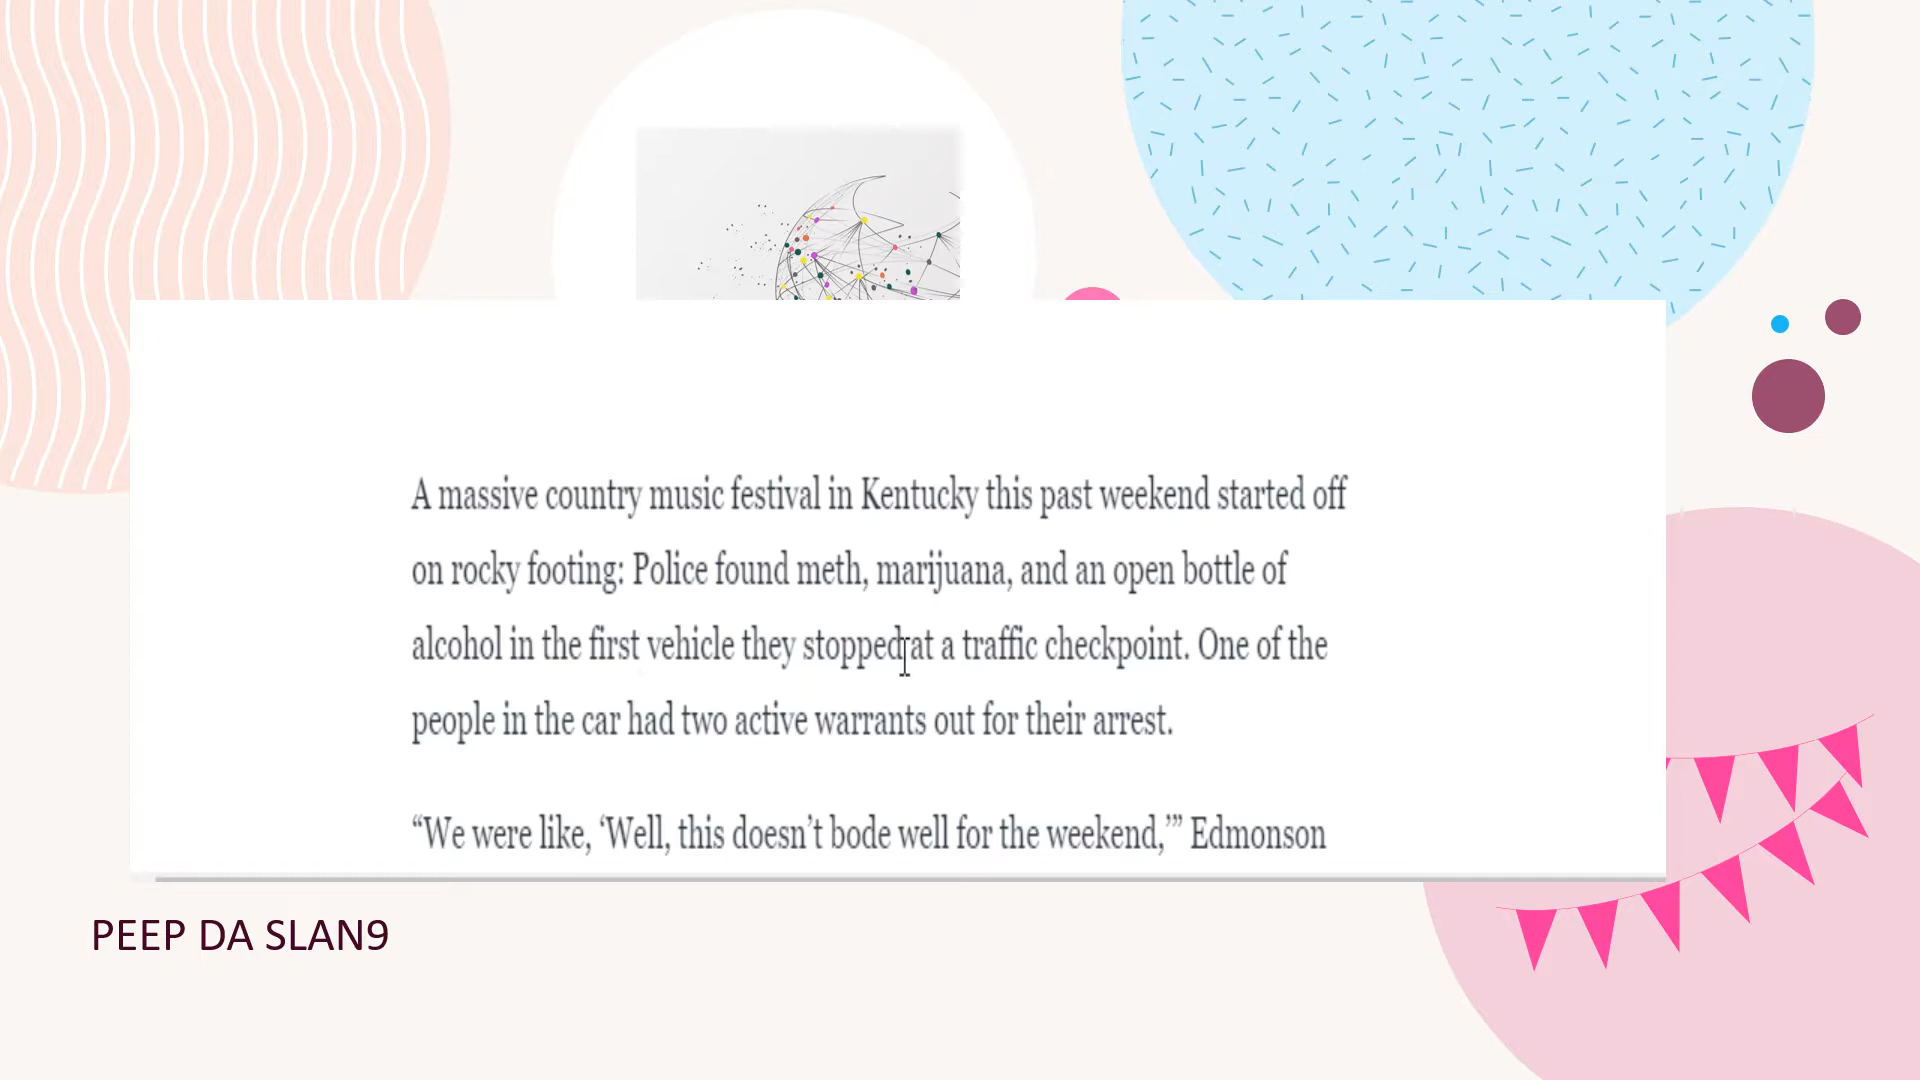 A massive country music festival in Kentucky this past weekend started off
on rocky footing: Police found meth, marijuana, and an open bottle of
alcohol in the first vehicle they stopped at a traffic checkpoint. One of the
people in the car had two active warrants out for their arrest.
“We were like, ‘Well, this doesn’t bode well for the weekend,’” Edmonson
PEEP DA SLAN9